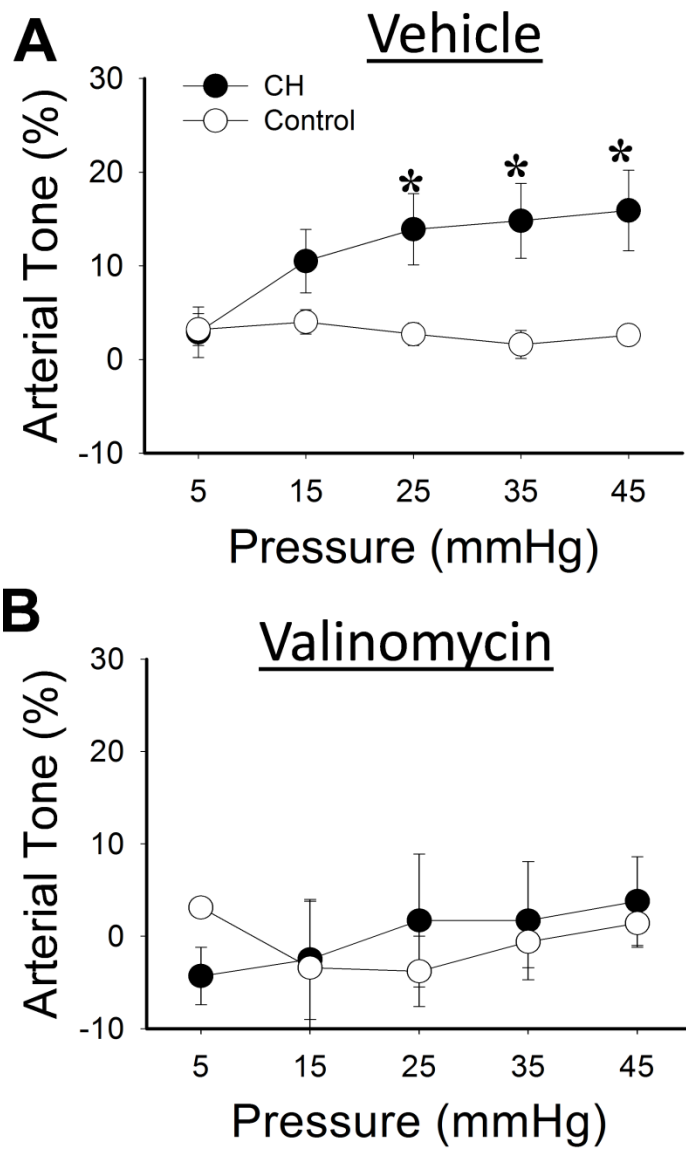 A
Vehicle
30
20
10
0
-10
Arterial Tone (%)
CH
Control
*
*
*
5 15 25 35 45
Pressure (mmHg)
B
Valinomycin
30
20
10
0
-10
Arterial Tone (%)
5 15 25 35 45
Pressure (mmHg)